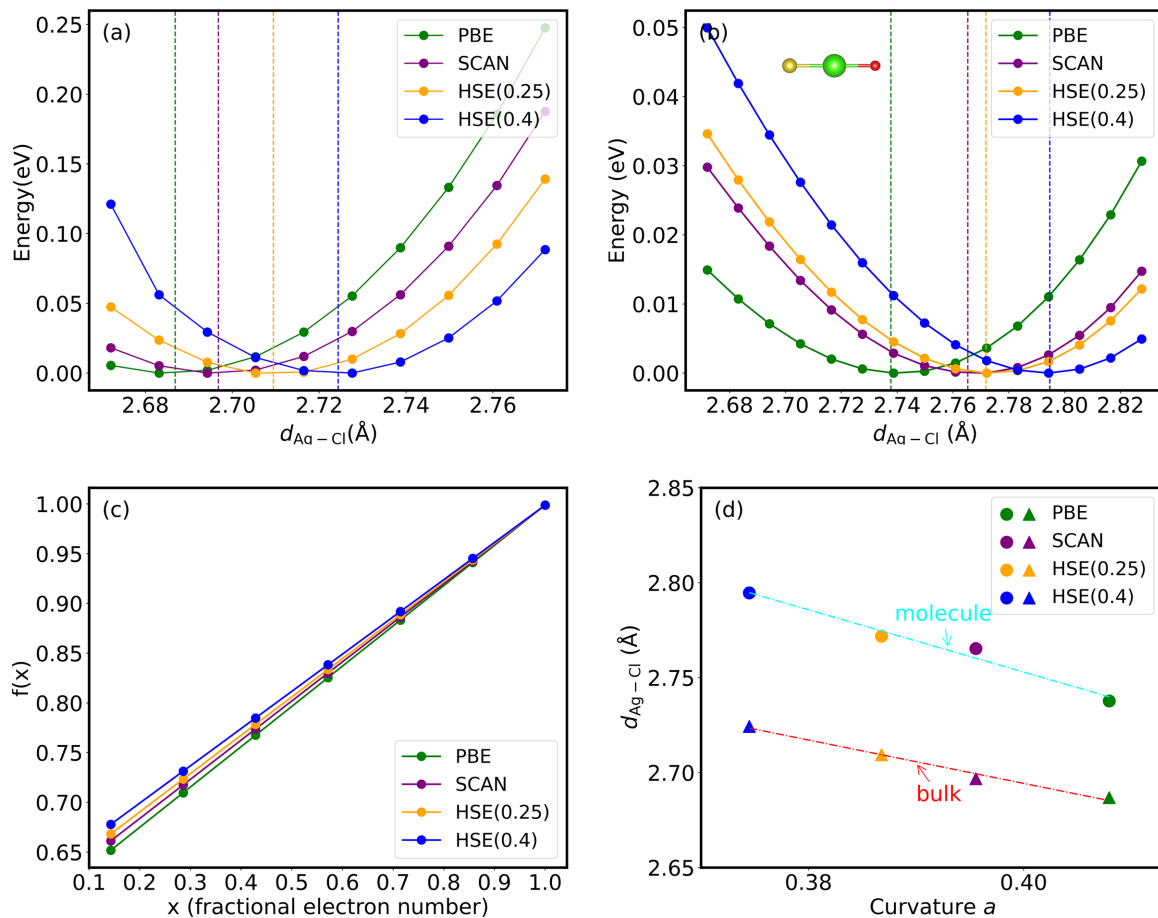 (a)
PBE
SCAN
HSE(0.25)
HSE(0.4)
0.25
0.20
0.15
0.10
0.05
0.00
Energy(eV)
2.68 2.70 2.72 2.74 2.76
d_Ag−Cl(Å)
(b)
PBE
SCAN
HSE(0.25)
HSE(0.4)
0.05
0.04
0.03
0.02
0.01
0.00
Energy (eV)
2.68 2.70 2.72 2.74 2.76 2.78 2.80 2.82
d_Ag−Cl (Å)
(c)
1.00
0.95
0.90
0.85
0.80
0.75
0.70
0.65
f(x)
PBE
SCAN
HSE(0.25)
HSE(0.4)
0.1 0.2 0.3 0.4 0.5 0.6 0.7 0.8 0.9 1.0
x (fractional electron number)
(d)
PBE
SCAN
HSE(0.25)
HSE(0.4)
2.85
2.80
2.75
2.70
2.65
d_Ag−Cl (Å)
molecule
bulk
0.38 0.40
Curvature a